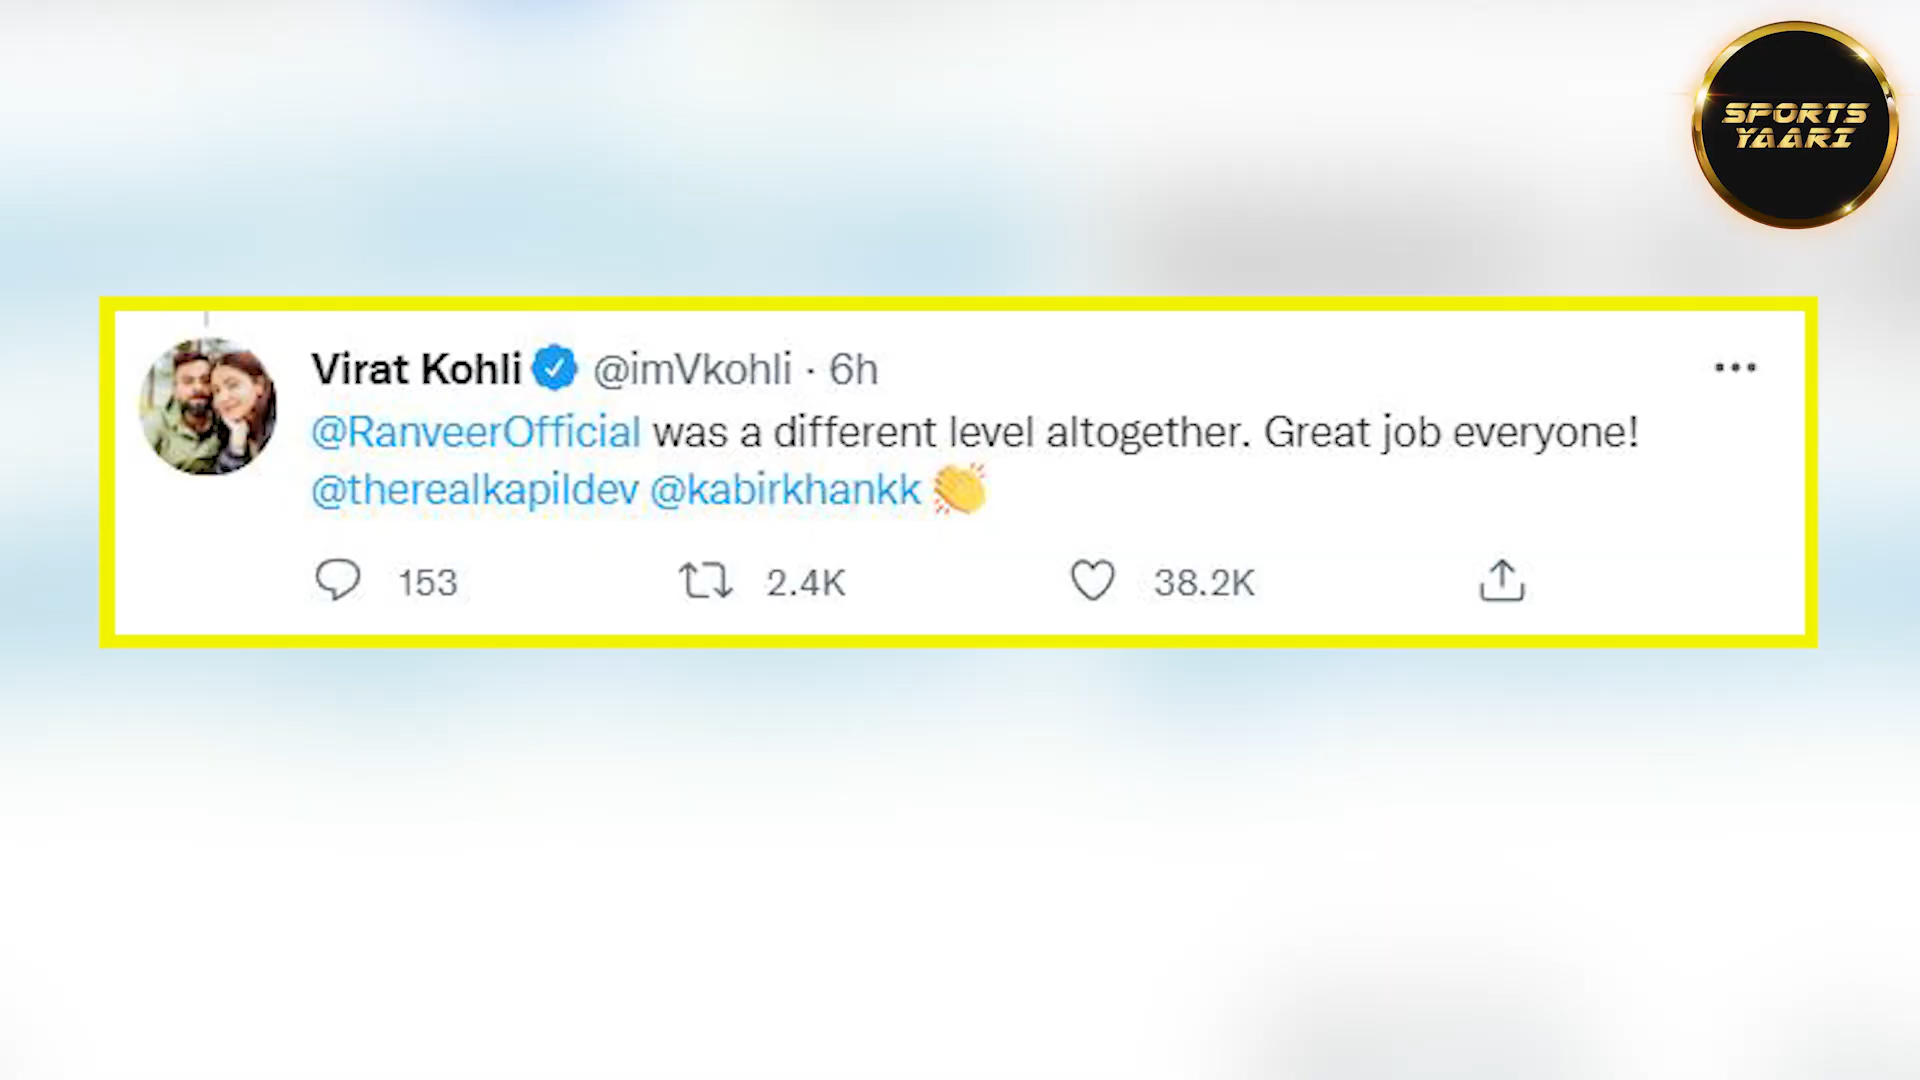 SPORTS
YAARI
Virat Kohli @imVkohli · 6h
@RanveerOfficial was a different level altogether. Great job everyone!
@therealkapildev @kabirkhankk 👏
153 2.4K 38.2K